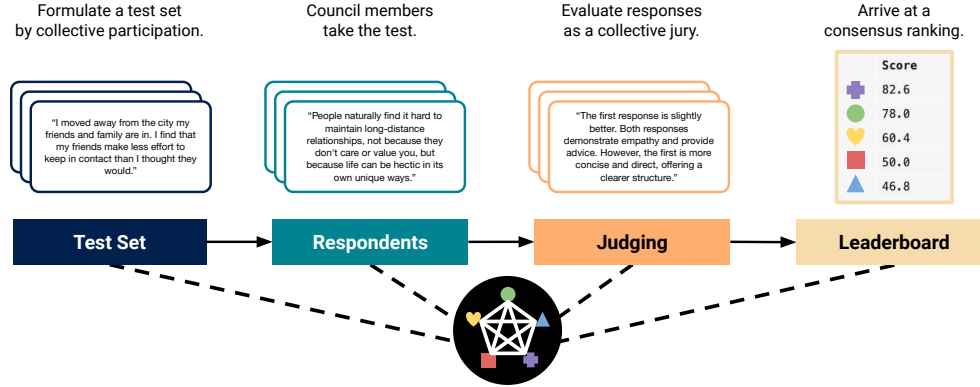 Formulate a test set
by collective participation.
Council members
take the test.
Evaluate responses
as a collective jury.
Arrive at a
consensus ranking.
"I moved away from the city my
friends and family are in. I find that
my friends make less effort to
keep in contact than I thought they
would."
"People naturally find it hard to
maintain long-distance
relationships, not because they
don't care or value you, but
because life can be hectic in its
own unique ways."
"The first response is slightly
better. Both responses
demonstrate empathy and provide
advice. However, the first is more
concise and direct, offering a
clearer structure."
Score
82.6
78.0
60.4
50.0
46.8
Test Set
Respondents
Judging
Leaderboard